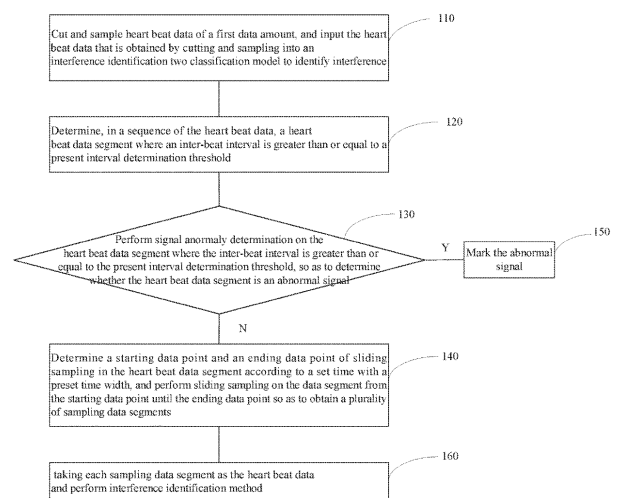 110
Cut and sample heart beat data of a first data amount, and input the heart
beat data that is obtained by cutting and sampling into an
interference identification two classification model to identify interference
120
Determine, in a sequence of the heart beat data, a heart
beat data segment where an inter-beat interval is greater than or equal to a
present interval determination threshold
130
Perform signal anormaly determination on the
heart beat data segment where the inter-beat interval is greater than or
equal to the present interval determination threshold, so as to determine
whether the heart beat data segment is an abnormal signal
Y
150
Mark the abnormal
signal
N
140
Determine a starting data point and an ending data point of sliding
sampling in the heart beat data segment according to a set time with a
preset time width, and perform sliding sampling on the data segment from
the starting data point until the ending data point so as to obtain a plurality
of sampling data segments
160
taking each sampling data segment as the heart beat data
and perform interference identification method